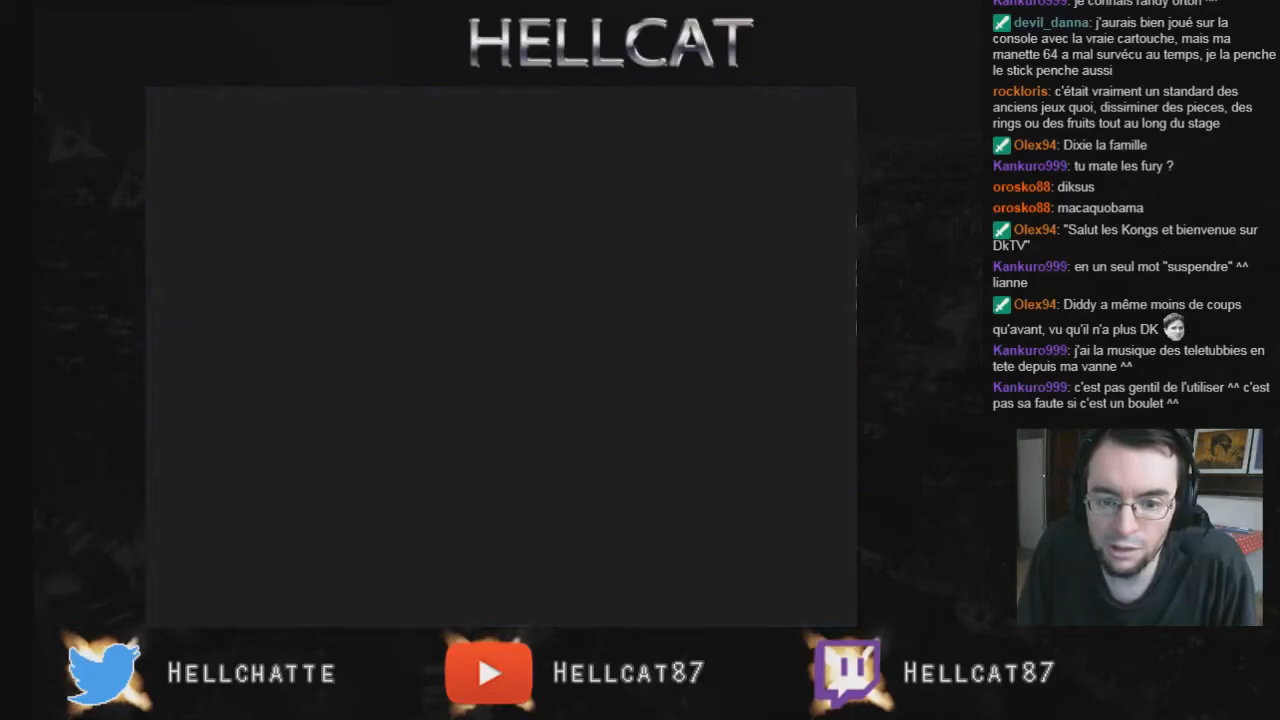 HELLCAT
Kankuro999: je connais randy orton ^^
devil_danna: j'aurais bien joué sur la
console avec la vraie cartouche, mais ma
manette 64 a mal survécu au temps, je la penche
le stick penche aussi
rockloris: c'était vraiment un standard des
anciens jeux quoi, dissiminer des pieces, des
rings ou des fruits tout au long du stage
Olex94: Dixie la famille
Kankuro999: tu mate les fury ?
orosko88: diksus
orosko88: macaquobama
Olex94: "Salut les Kongs et bienvenue sur
DkTV"
Kankuro999: en un seul mot "suspendre" ^^
lianne
Olex94: Diddy a même moins de coups
qu'avant, vu qu'il n'a plus DK
Kankuro999: j'ai la musique des teletubbies en
tete depuis ma vanne ^^
Kankuro999: c'est pas gentil de l'utiliser ^^ c'est
pas sa faute si c'est un boulet ^^
HELLCHATTE
HELLCAT87
HELLCAT87